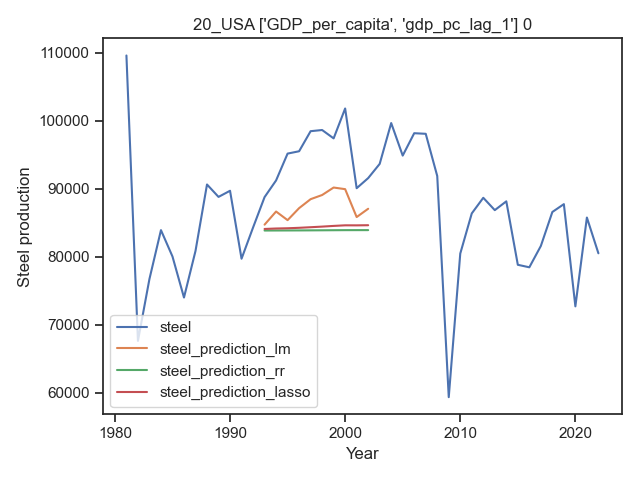 20_USA ['GDP_per_capita', 'gdp_pc_lag_1'] 0
110000
100000
90000
80000
70000
60000
Steel production
steel
steel_prediction_lm
steel_prediction_rr
steel_prediction_lasso
1980
1990
2000
2010
2020
Year